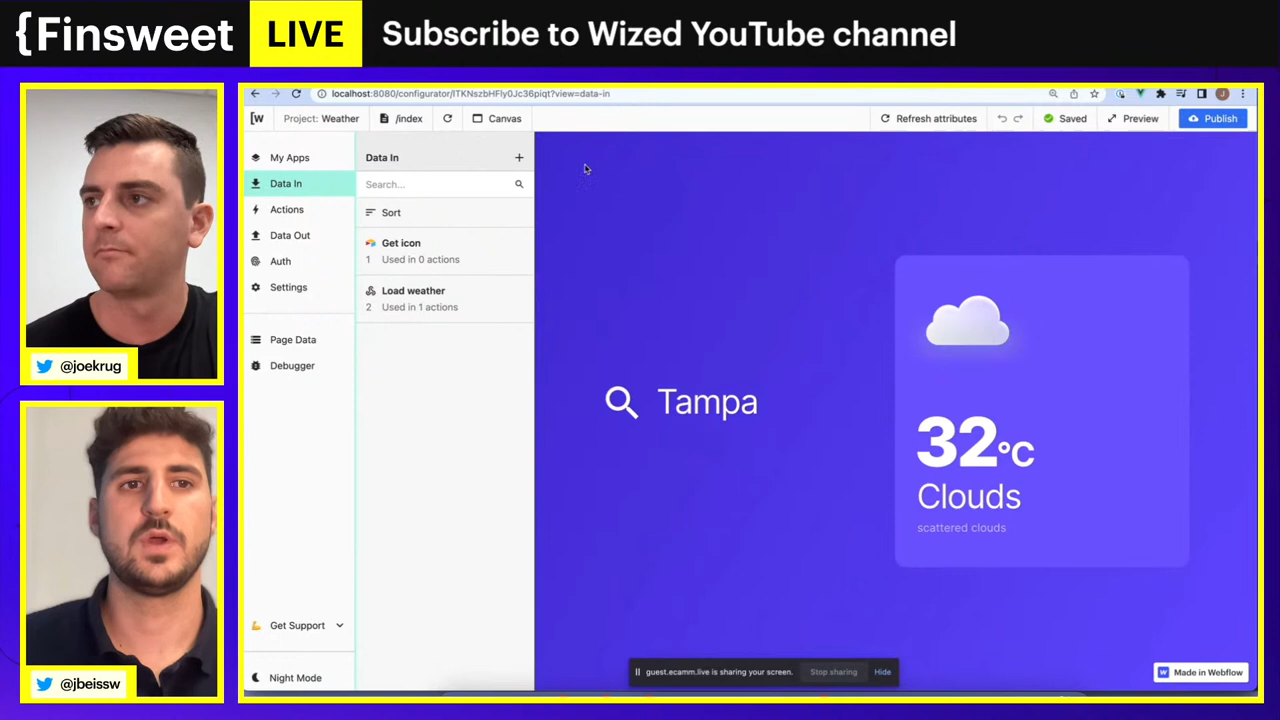 {Finsweet
LIVE
Subscribe to Wized YouTube channel
@joekrug
@jbeissw
[w
Project: Weather
/index
Canvas
Refresh attributes
Saved
Preview
Publish
My Apps
Data In
Actions
Data Out
Auth
Settings
Page Data
Debugger
Get Support
Night Mode
Data In
Search...
Sort
Get icon
1 Used in 0 actions
Load weather
2 Used in 1 actions
Tampa
32°C
Clouds
scattered clouds
guest.ecamm.live is sharing your screen.
Stop sharing
Hide
Made in Webflow